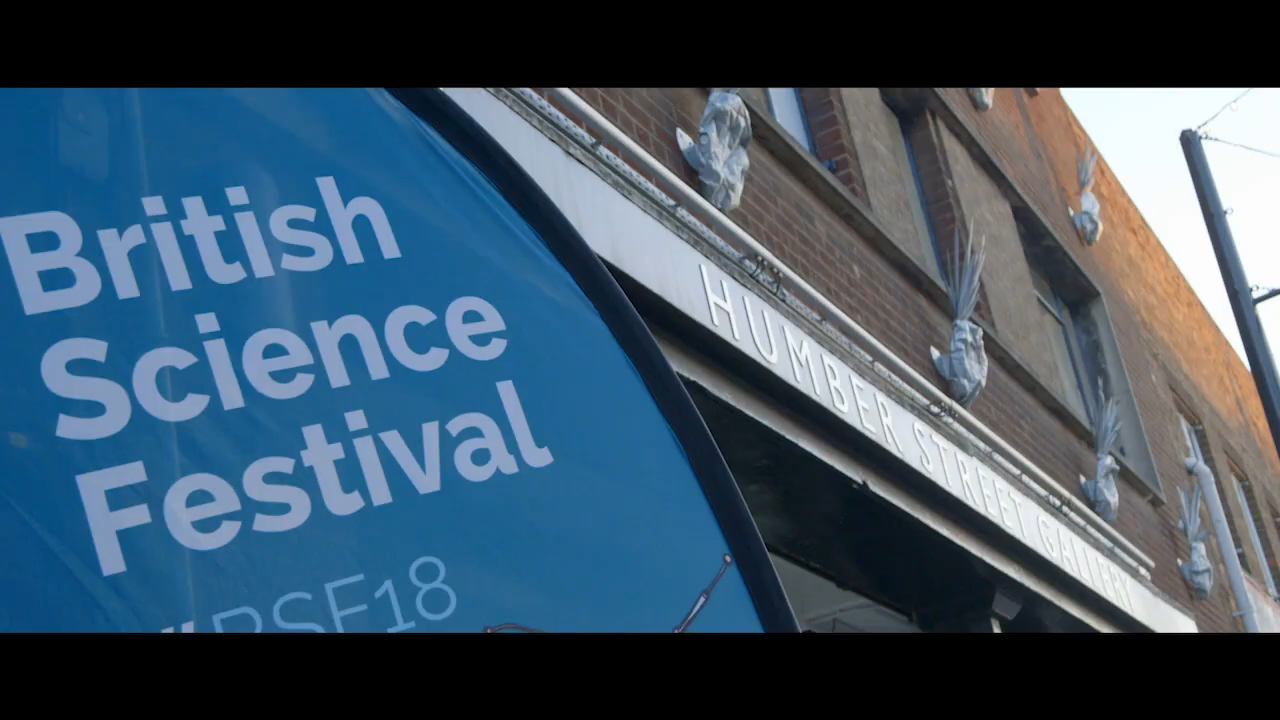 British
Science
Festival
#BSF18
HUMBER STREET GALLERY